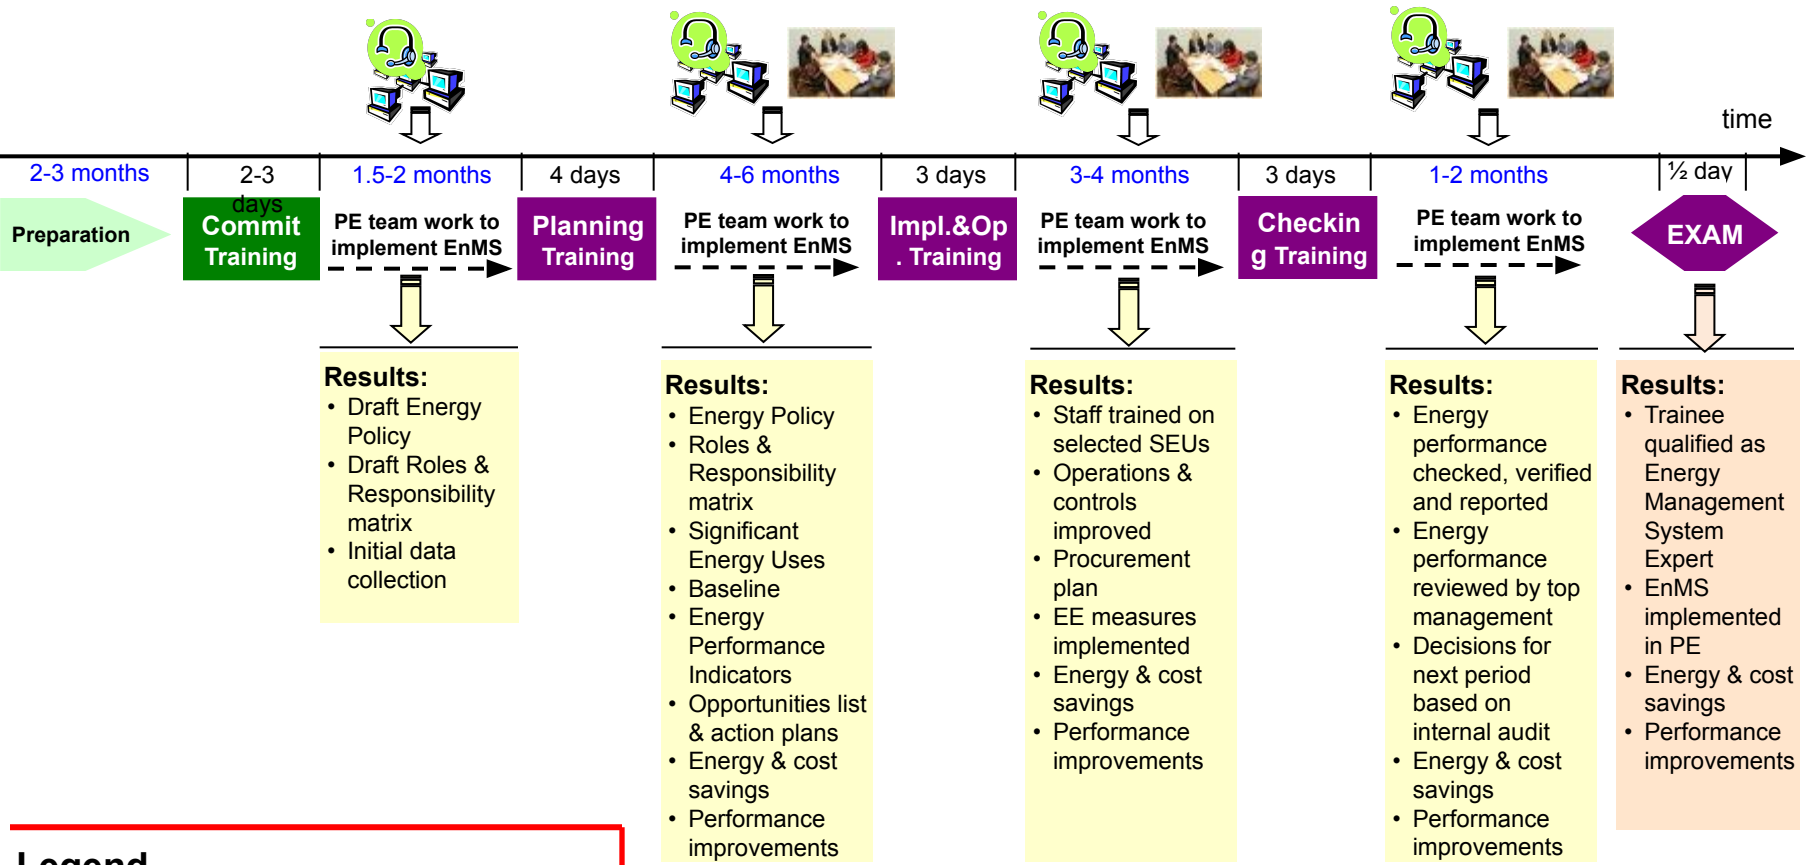 time
2-3 months
2-3
days
1.5-2 months
4 days
4-6 months
3 days
3-4 months
3 days
1-2 months
½ day
Preparation
Commit
Training
PE team work to
implement EnMS
Planning
Training
PE team work to
implement EnMS
Impl.&Op
. Training
PE team work to
implement EnMS
Checkin
g Training
PE team work to
implement EnMS
EXAM
Results:
• Draft Energy
Policy
• Draft Roles &
Responsibility
matrix
• Initial data
collection
Results:
• Energy Policy
• Roles &
Responsibility
matrix
• Significant
Energy Uses
• Baseline
• Energy
Performance
Indicators
• Opportunities list
& action plans
• Energy & cost
savings
• Performance
improvements
Results:
• Staff trained on
selected SEUs
• Operations &
controls
improved
• Procurement
plan
• EE measures
implemented
• Energy & cost
savings
• Performance
improvements
Results:
• Energy
performance
checked, verified
and reported
• Energy
performance
reviewed by top
management
• Decisions for
next period
based on
internal audit
• Energy & cost
savings
• Performance
improvements
Results:
• Trainee
qualified as
Energy
Management
System
Expert
• EnMS
implemented
in PE
• Energy & cost
savings
• Performance
improvements
Legend